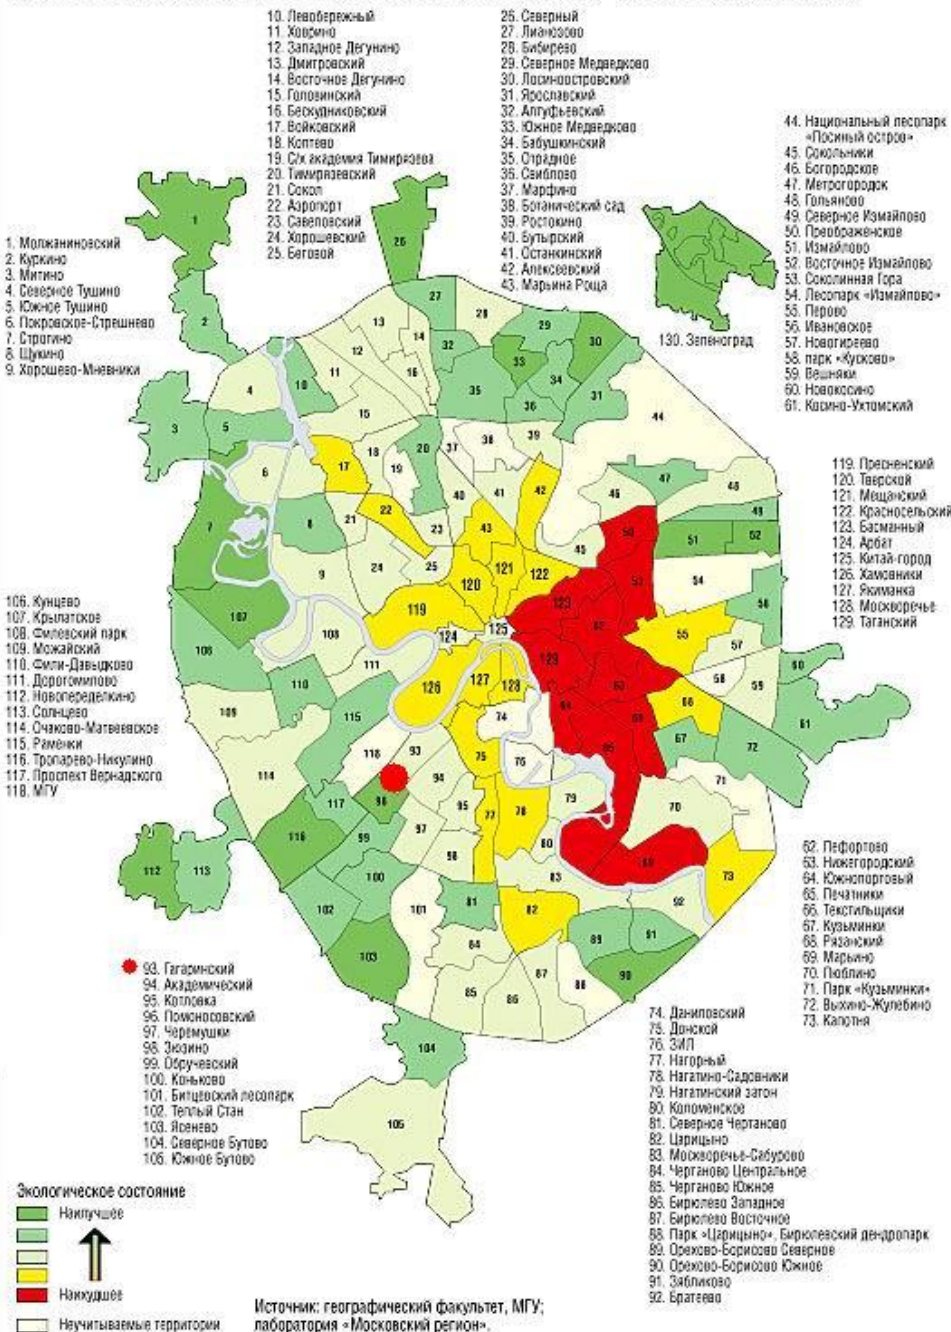 10. Левобережный
11. Ховрино
12. Западное Дегунино
13. Дмитровский
14. Восточное Дегунино
15. Головинский
16. Бескудниковский
17. Войковский
18. Коптево
19. С/х академия Тимирязева
20. Тимирязевский
21. Сокол
22. Аэропорт
23. Савеловский
24. Хорошевский
25. Беговой
26. Северный
27. Лианозово
28. Бибирево
29. Северное Медведково
30. Лосиноостровский
31. Ярославский
32. Алтуфьевский
33. Южное Медведково
34. Бабушкинский
35. Отрадное
36. Свиблово
37. Марфино
38. Ботанический сад
39. Ростокино
40. Бутырский
41. Останкинский
42. Алексеевский
43. Марьина Роща
44. Национальный лесопарк
«Лосиный остров»
45. Сокольники
46. Богородское
47. Метрогородок
48. Гольяново
49. Северное Измайлово
50. Преображенское
51. Измайлово
52. Восточное Измайлово
53. Соколинная Гора
54. Лесопарк «Измайлово»
55. Перово
56. Ивановское
57. Новогиреево
58. парк «Кусково»
59. Вешняки
60. Новокосино
61. Косино-Ухтомский
1. Молжаниновский
2. Куркино
3. Митино
4. Северное Тушино
5. Южное Тушино
6. Покровское-Стрешнево
7. Строгино
8. Щукино
9. Хорошево-Мневники
130. Зеленоград
119. Пресненский
120. Тверской
121. Мещанский
122. Красносельский
123. Басманный
124. Арбат
125. Китай-город
126. Хамовники
127. Якиманка
128. Москворечье
129. Таганский
106. Кунцево
107. Крылатское
108. Филевский парк
109. Можайский
110. Фили-Давыдково
111. Дорогомилово
112. Новопеределкино
113. Солнцево
114. Очаково-Матвеевское
115. Раменки
116. Тропарево-Никулино
117. Проспект Вернадского
118. МГУ
62. Лефортово
63. Нижегородский
64. Южнопортовый
65. Печатники
66. Текстильщики
67. Кузьминки
68. Рязанский
69. Марьино
70. Люблино
71. Парк «Кузьминки»
72. Выхино-Жулебино
73. Капотня
93. Гагаринский
94. Академический
95. Котловка
96. Ломоносовский
97. Черемушки
98. Зюзино
99. Обручевский
100. Коньково
101. Битцевский лесопарк
102. Теплый Стан
103. Ясенево
104. Северное Бутово
105. Южное Бутово
74. Даниловский
75. Донской
76. ЗИЛ
77. Нагорный
78. Нагатино-Садовники
79. Нагатинский затон
80. Коломенское
81. Северное Чертаново
82. Царицыно
83. Москворечье-Сабурово
84. Чертаново Центральное
85. Чертаново Южное
86. Бирюлево Западное
87. Бирюлево Восточное
88. Парк «Царицыно», Бирюлевский дендропарк
89. Орехово-Борисово Северное
90. Орехово-Борисово Южное
91. Зябликово
92. Братеево
Экологическое состояние
Наилучшее
Наихудшее
Неучитываемые территории
Источник: географический факультет, МГУ;
лаборатория «Московский регион».